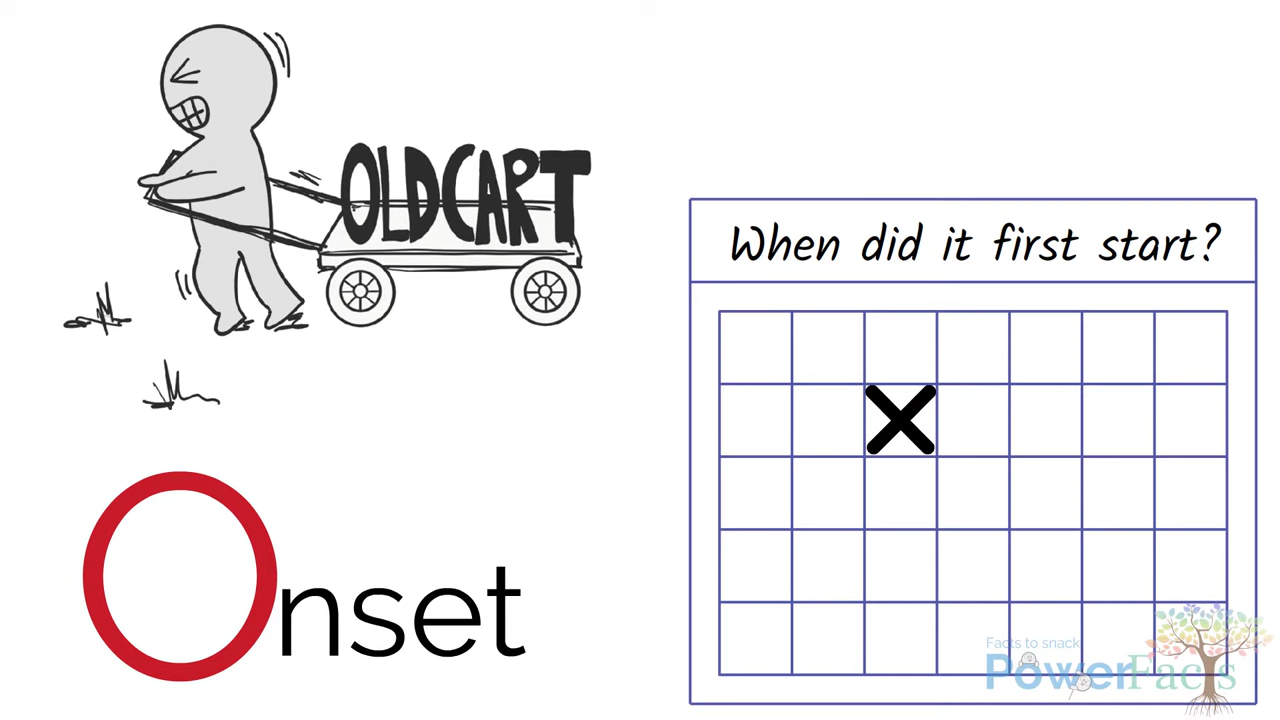 OLDCART
When did it first start?
X
Onset
Facts to snack
PowerFacts